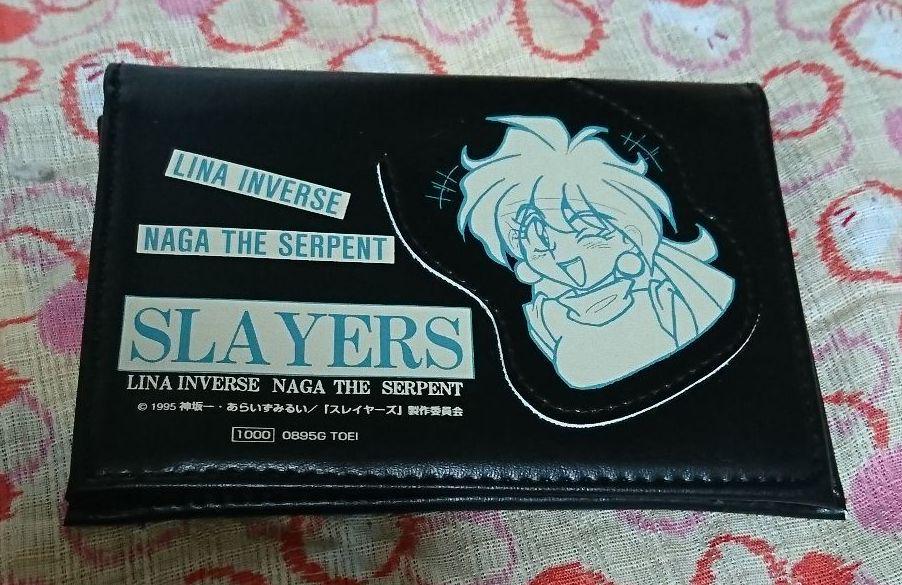 LINA INVERSE
NAGA THE SERPENT
SLAYERS
LINA INVERSE NAGA THE SERPENT
© 1995 神坂一・あらいずみるい/「スレイヤーズ」製作委員会
1000 0895G TOEI